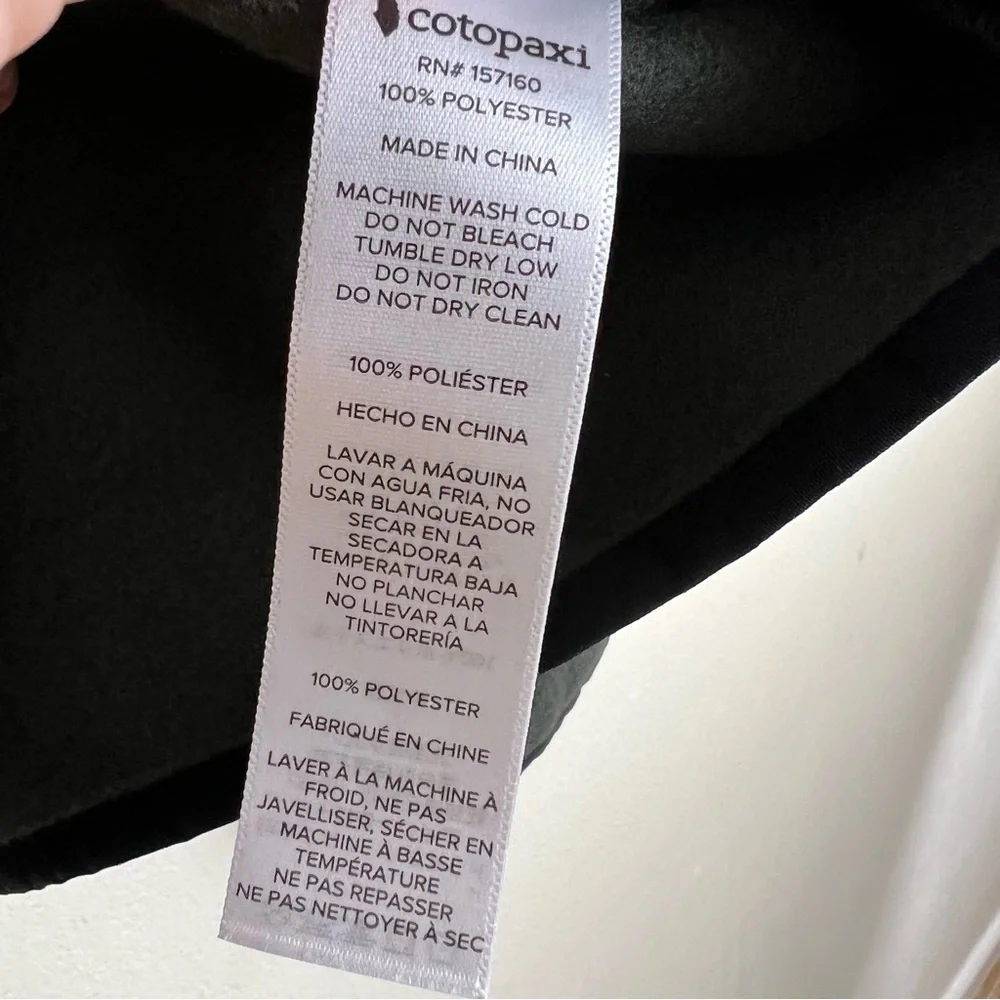 cotopaxi
RN# 157160
100% POLYESTER
MADE IN CHINA
MACHINE WASH COLD
DO NOT BLEACH
TUMBLE DRY LOW
DO NOT IRON
DO NOT DRY CLEAN
100% POLIÉSTER
HECHO EN CHINA
LAVAR A MÁQUINA
CON AGUA FRIA, NO
USAR BLANQUEADOR
SECAR EN LA
SECADORA A
TEMPERATURA BAJA
NO PLANCHAR
NO LLEVAR A LA
TINTORERÍA
100% POLYESTER
FABRIQUÉ EN CHINE
LAVER À LA MACHINE À
FROID, NE PAS
JAVELLISER, SÉCHER EN
MACHINE À BASSE
TEMPÉRATURE
NE PAS REPASSER
NE PAS NETTOYER À SEC